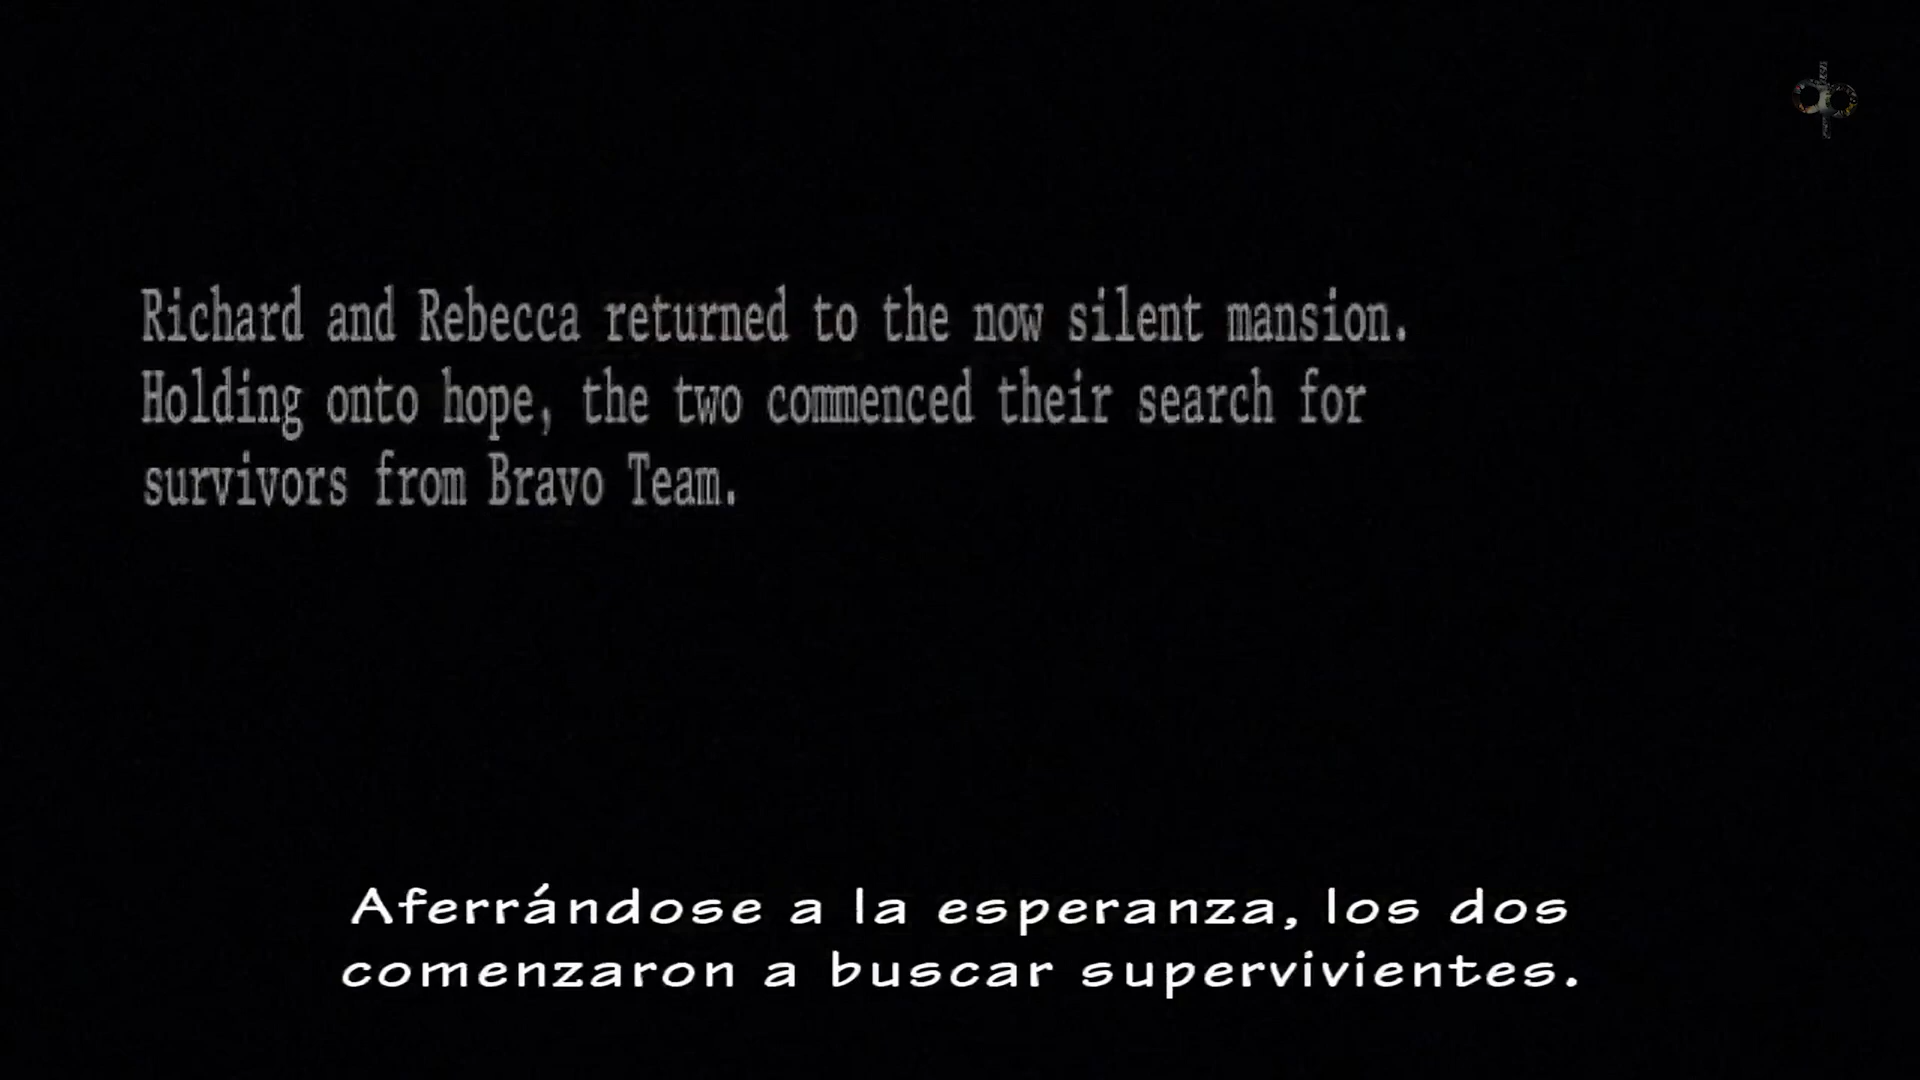 Richard and Rebecca returned to the now silent mansion.
Holding onto hope, the two commenced their search for
survivors from Bravo Team.
Aferrándose a la esperanza, los dos
comenzaron a buscar supervivientes.